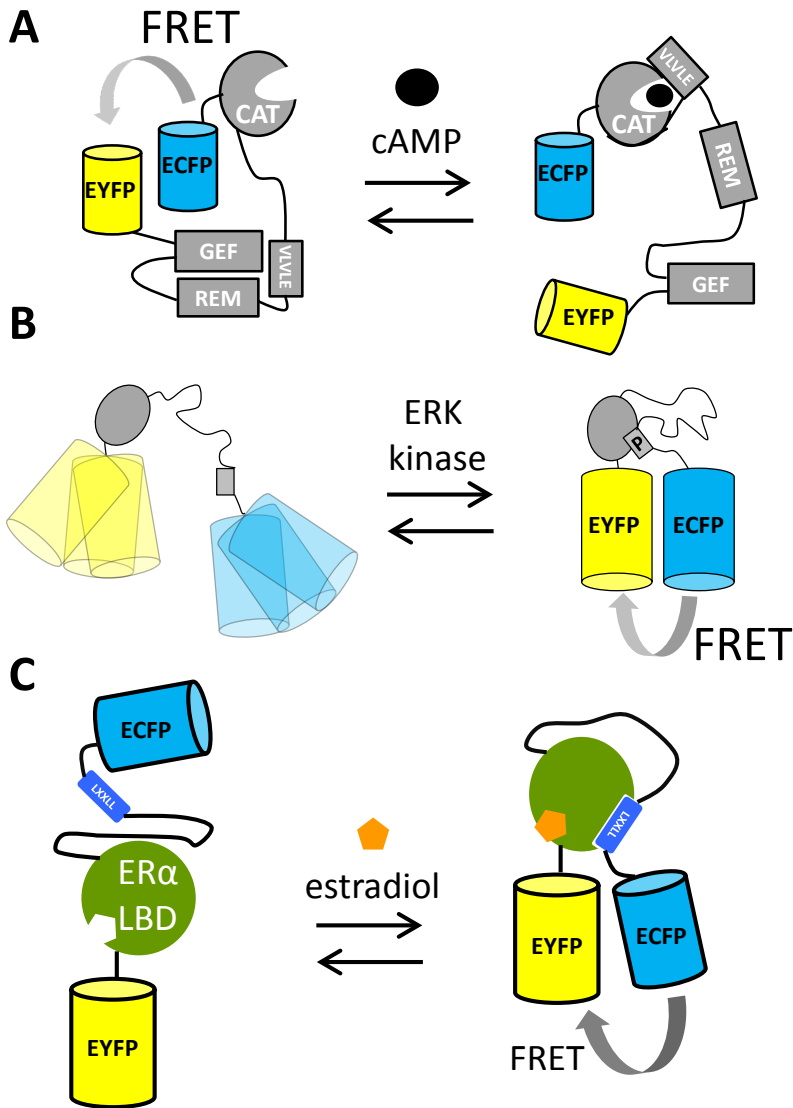 A
FRET
CAT
EYFP
ECFP
GEF
REM
VLVLE
cAMP
VLVLE
CAT
ECFP
REM
GEF
EYFP
B
ERK
kinase
P
EYFP
ECFP
FRET
C
ECFP
LXXLL
ERα
LBD
EYFP
estradiol
LXXLL
EYFP
ECFP
FRET